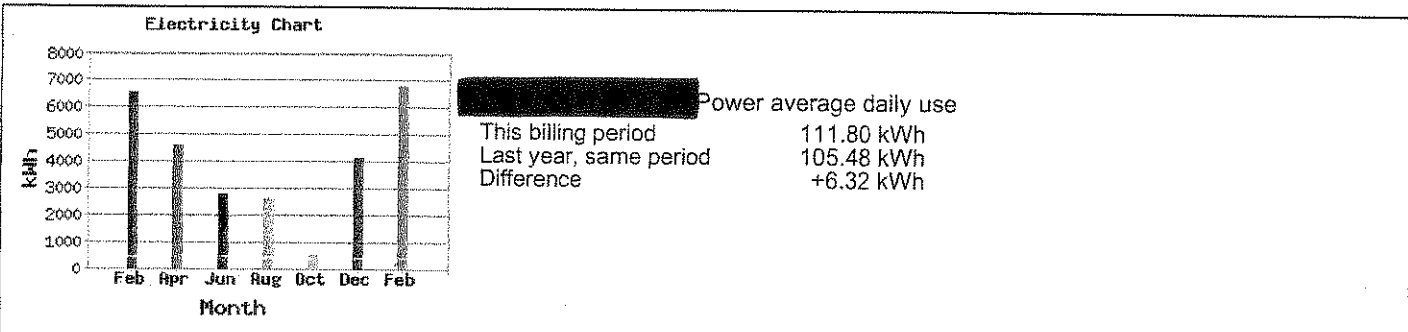 Electricity Chart
8000
7000
6000
5000
4000
3000
2000
1000
0
kWh
Feb Apr Jun Aug Oct Dec Feb
Month
Power average daily use
This billing period 111.80 kWh
Last year, same period 105.48 kWh
Difference +6.32 kWh